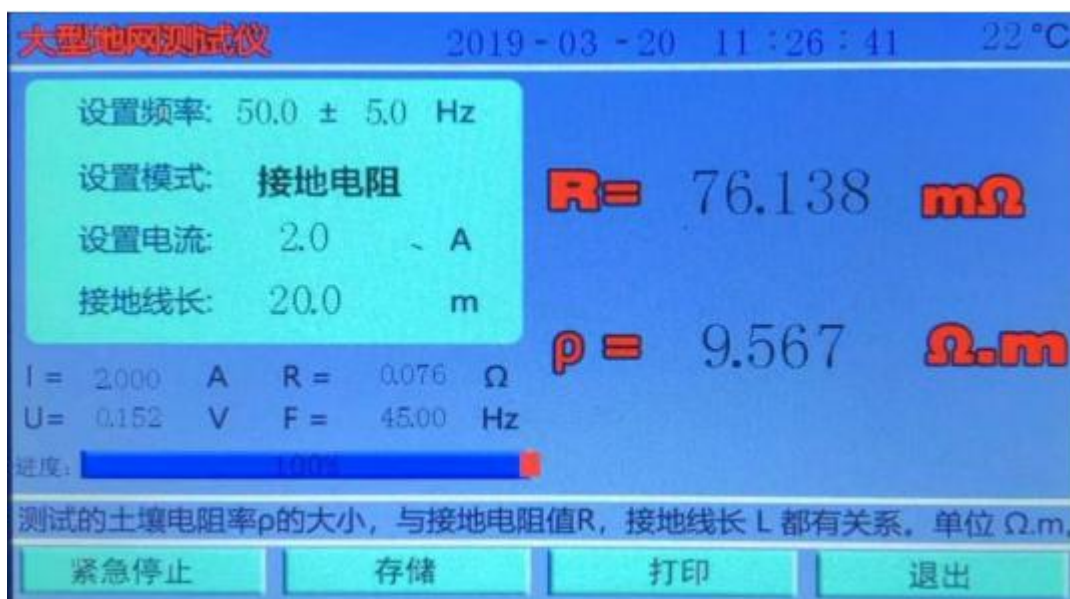 大型地网测试仪 2019-03-20 11:26:41 22°C
设置频率: 50.0 ± 5.0 Hz
设置模式: 接地电阻
设置电流: 2.0 A
接地线长: 20.0 m
R= 76.138 mΩ
ρ= 9.567 Ω.m
I= 2.000 A R= 0.076 Ω
U= 0.152 V F= 45.00 Hz
进度: 100%
测试的土壤电阻率ρ的大小，与接地电阻值R，接地线长 L 都有关系。单位 Ω.m.
紧急停止 存储 打印 退出